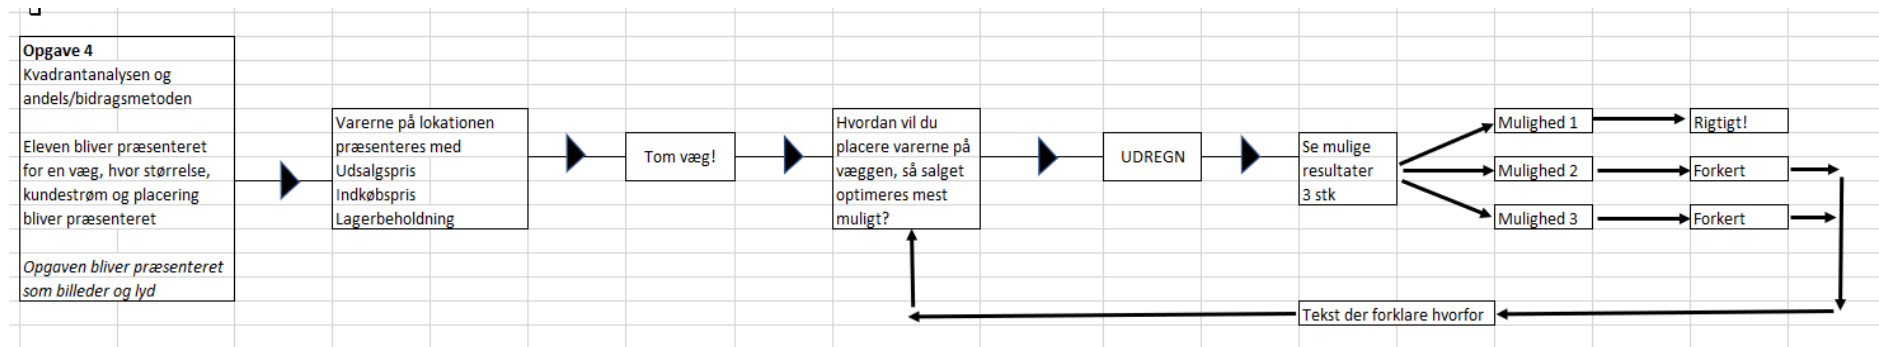 Opgave 4
Kvadrantanalysen og
andels/bidragsmetoden
Eleven bliver præsenteret
for en væg, hvor størrelse,
kundestrøm og placering
bliver præsenteret
Opgaven bliver præsenteret
som billeder og lyd
Varerne på lokationen
præsenteres med
Udsalgspris
Indkøbspris
Lagerbeholdning
Tom væg!
Hvordan vil du
placere varerne på
væggen, så salget
optimeres mest
muligt?
UDREGN
Se mulige
resultater
3 stk
Mulighed 1
Rigtigt!
Mulighed 2
Forkert
Mulighed 3
Forkert
Tekst der forklare hvorfor